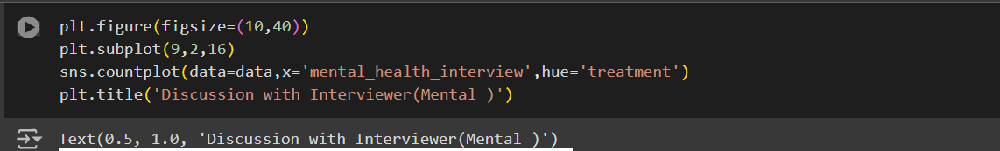 plt.figure(figsize=(10,40))
plt.subplot(9,2,16)
sns.countplot(data=data,x='mental_health_interview',hue='treatment')
plt.title('Discussion with Interviewer(Mental )')
Text(0.5, 1.0, 'Discussion with Interviewer(Mental )')